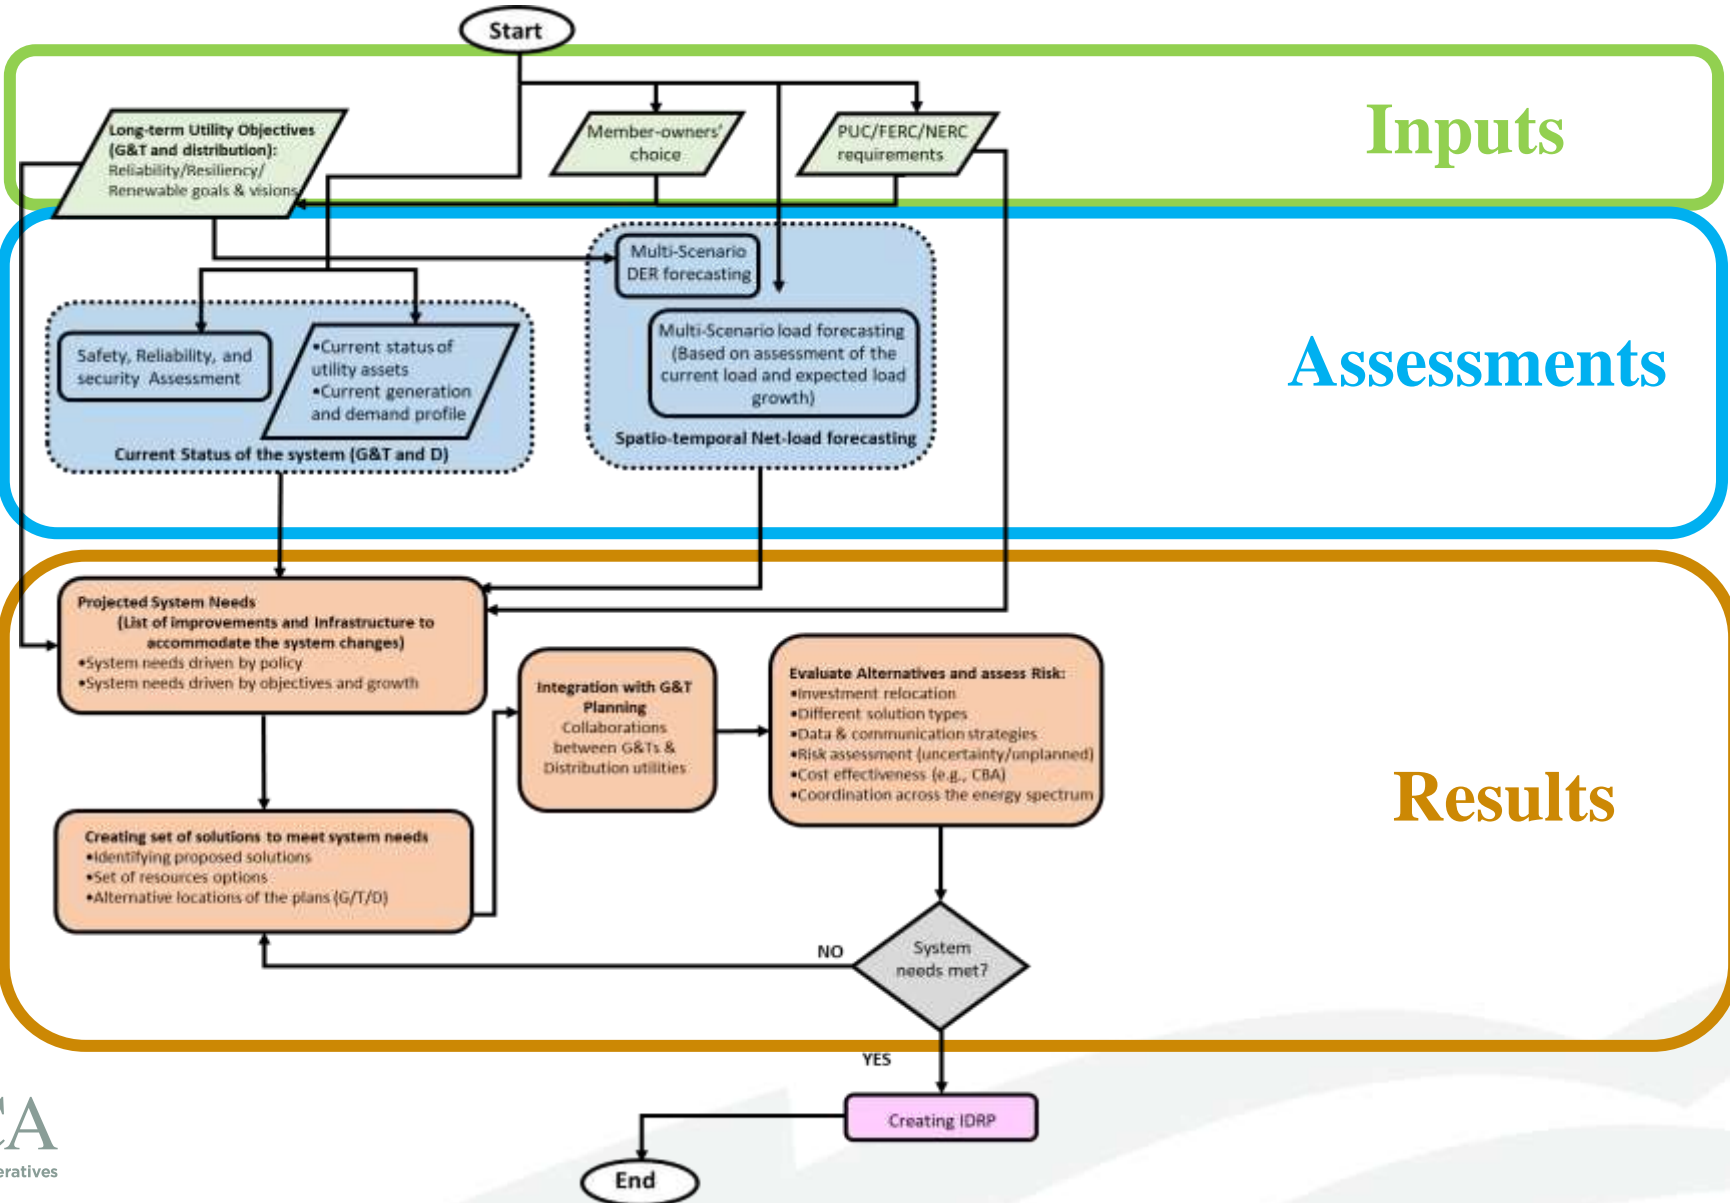 Start
Inputs
Long-term Utility Objectives
(G&T and distribution):
Reliability/Resiliency/
Renewable goals & visions
Member-owners'
choice
PUC/FERC/NERC
requirements
Assessments
Multi-Scenario
DER forecasting
Multi-Scenario load forecasting
(Based on assessment of the
current load and expected load
growth)
Spatio-temporal Net-load forecasting
Safety, Reliability, and
security Assessment
•Current status of
utility assets
•Current generation
and demand profile
Current Status of the system (G&T and D)
Results
Projected System Needs
(List of improvements and Infrastructure to
accommodate the system changes)
•System needs driven by policy
•System needs driven by objectives and growth
Integration with G&T
Planning
Collaborations
between G&Ts &
Distribution utilities
Evaluate Alternatives and assess Risk:
•Investment relocation
•Different solution types
•Data & communication strategies
•Risk assessment (uncertainty/unplanned)
•Cost effectiveness (e.g., CBA)
•Coordination across the energy spectrum
Creating set of solutions to meet system needs
•Identifying proposed solutions
•Set of resources options
•Alternative locations of the plans (G/T/D)
NO
System
needs met?
YES
Creating IDRP
End
CA
eratives